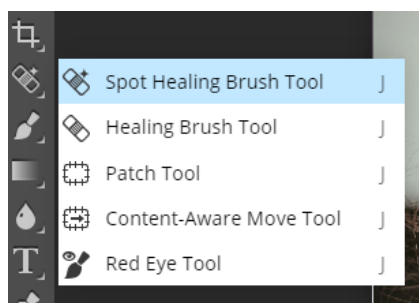 Spot Healing Brush Tool J
Healing Brush Tool J
Patch Tool J
Content-Aware Move Tool J
Red Eye Tool J
T